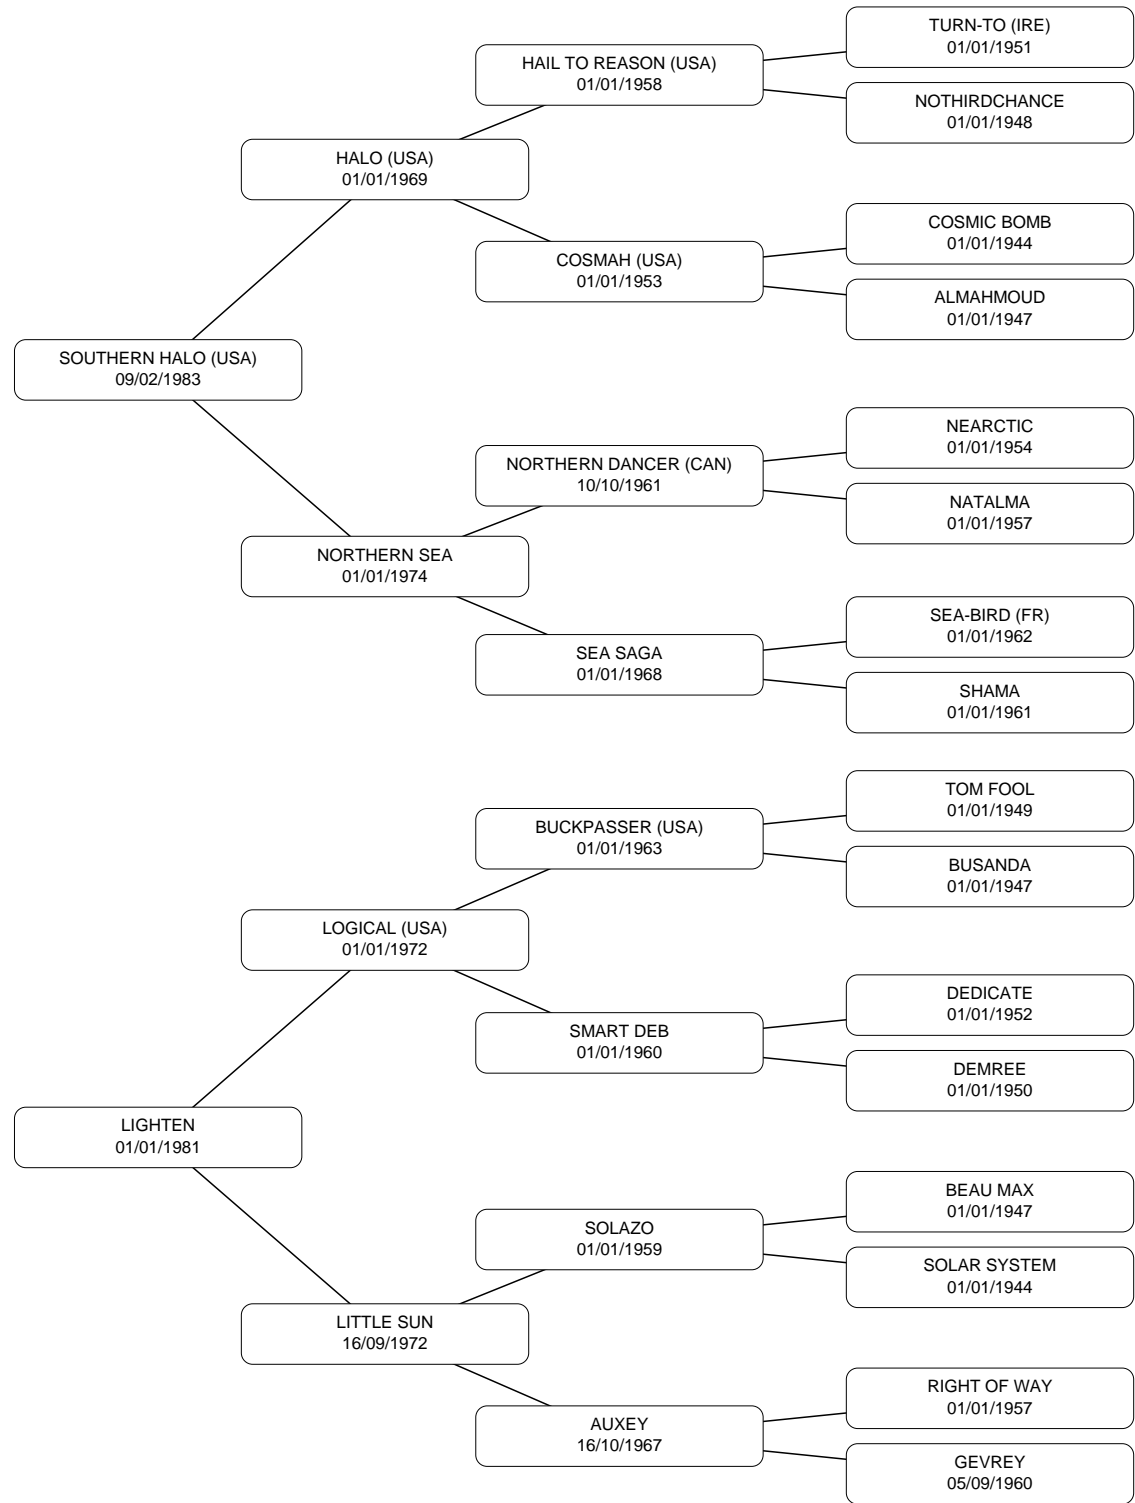 TURN-TO (IRE)
01/01/1951
HAIL TO REASON (USA)
01/01/1958
NOTHIRDCHANCE
01/01/1948
HALO (USA)
01/01/1969
COSMIC BOMB
01/01/1944
COSMAH (USA)
01/01/1953
ALMAHMOUD
01/01/1947
SOUTHERN HALO (USA)
09/02/1983
NEARCTIC
01/01/1954
NORTHERN DANCER (CAN)
10/10/1961
NATALMA
01/01/1957
NORTHERN SEA
01/01/1974
SEA-BIRD (FR)
01/01/1962
SEA SAGA
01/01/1968
SHAMA
01/01/1961
TOM FOOL
01/01/1949
BUCKPASSER (USA)
01/01/1963
BUSANDA
01/01/1947
LOGICAL (USA)
01/01/1972
DEDICATE
01/01/1952
SMART DEB
01/01/1960
DEMREE
01/01/1950
LIGHTEN
01/01/1981
BEAU MAX
01/01/1947
SOLAZO
01/01/1959
SOLAR SYSTEM
01/01/1944
LITTLE SUN
16/09/1972
RIGHT OF WAY
01/01/1957
AUXEY
16/10/1967
GEVREY
05/09/1960